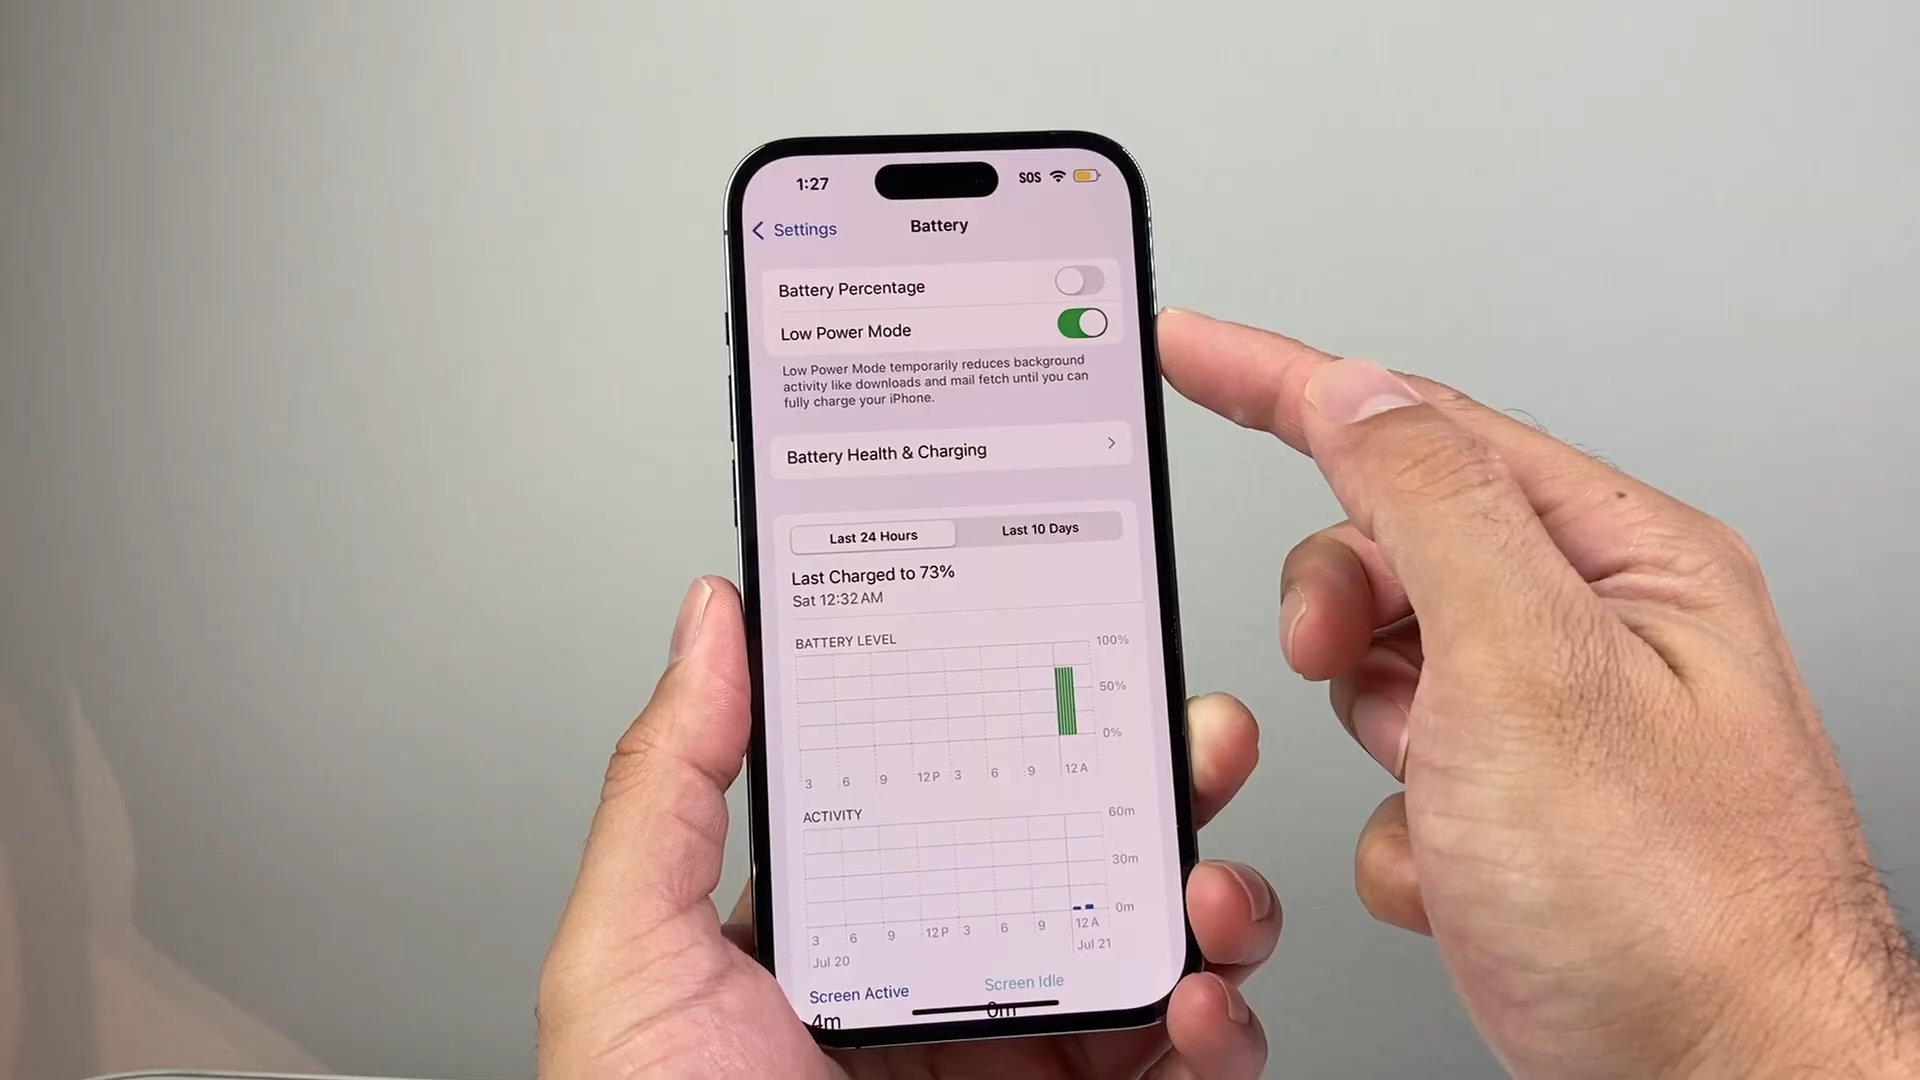 1:27 SOS
Settings Battery
Battery Percentage
Low Power Mode
Low Power Mode temporarily reduces background
activity like downloads and mail fetch until you can
fully charge your iPhone.
Battery Health & Charging
Last 24 Hours Last 10 Days
Last Charged to 73%
Sat 12:32 AM
BATTERY LEVEL
100%
50%
0%
3 6 9 12 P 3 6 9 12 A
ACTIVITY
60m
30m
0m
3 6 9 12 P 3 6 9 12 A
Jul 20 Jul 21
Screen Active Screen Idle
4m 0m